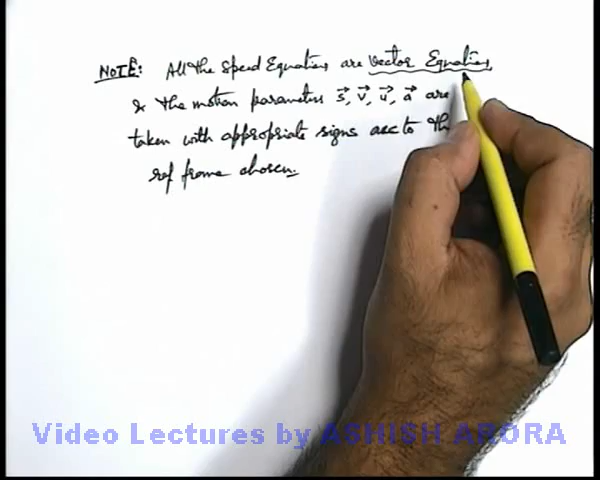 NOTE: All the Speed Equations are Vector Equations
& the motion parameters s, v, u, a are
taken with appropriate signs acc to th
ref frame chosen.
Video Lectures by ASHISH ARORA